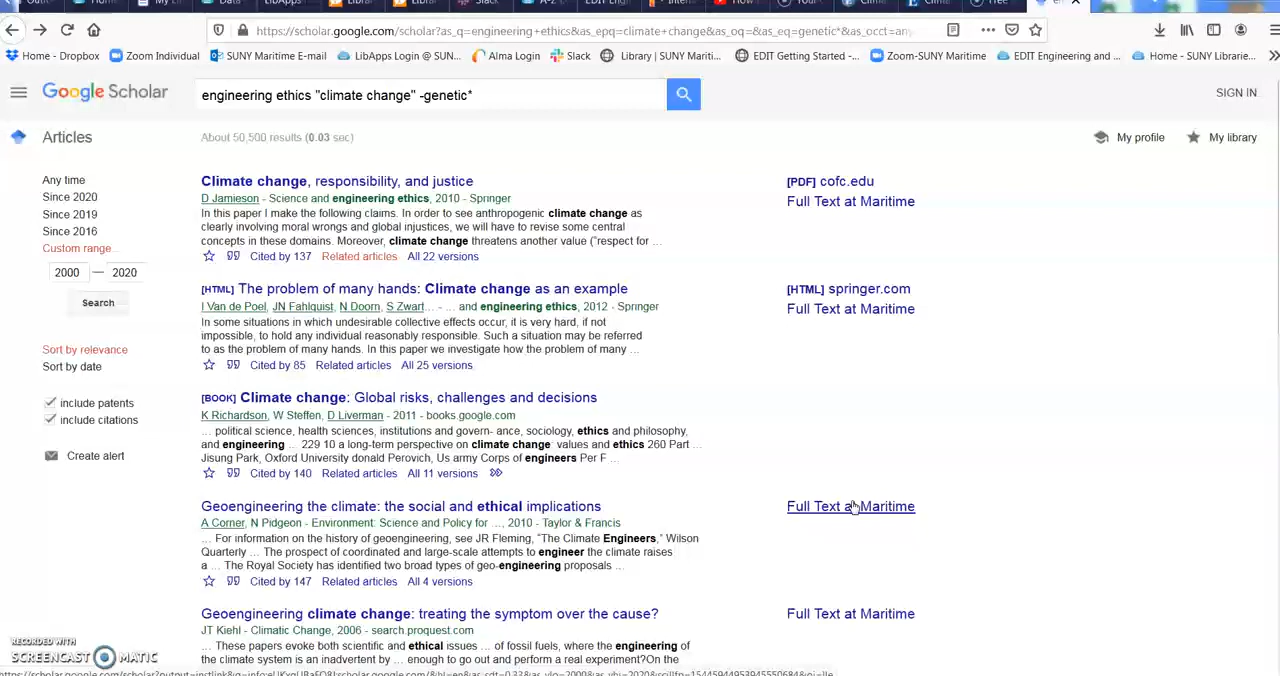 https://scholar.google.com/scholar?as_q=engineering+ethics&as_epq=climate+change&as_oq=&as_eq=genetic*&as_occt=any
Home - Dropbox Zoom Individual SUNY Maritime E-mail LibApps Login @ SUN... Alma Login Slack Library | SUNY Mariti... EDIT Getting Started -... Zoom-SUNY Maritime EDIT Engineering and ... Home - SUNY Librarie...
Google Scholar
engineering ethics "climate change" -genetic*
SIGN IN
Articles
About 50,500 results (0.03 sec)
My profile
My library
Any time
Since 2020
Since 2019
Since 2016
Custom range...
2000 — 2020
Search
Sort by relevance
Sort by date
include patents
include citations
Create alert
Climate change, responsibility, and justice
D Jamieson - Science and engineering ethics, 2010 - Springer
In this paper I make the following claims. In order to see anthropogenic climate change as
clearly involving moral wrongs and global injustices, we will have to revise some central
concepts in these domains. Moreover, climate change threatens another value ("respect for ...
Cited by 137 Related articles All 22 versions
[PDF] cofc.edu
Full Text at Maritime
[HTML] The problem of many hands: Climate change as an example
I Van de Poel, JN Fahlquist, N Doorn, S Zwart... - ... and engineering ethics, 2012 - Springer
In some situations in which undesirable collective effects occur, it is very hard, if not
impossible, to hold any individual reasonably responsible. Such a situation may be referred
to as the problem of many hands. In this paper we investigate how the problem of many ...
Cited by 85 Related articles All 25 versions
[HTML] springer.com
Full Text at Maritime
[BOOK] Climate change: Global risks, challenges and decisions
K Richardson, W Steffen, D Liverman - 2011 - books.google.com
... political science, health sciences, institutions and govern- ance, sociology, ethics and philosophy,
and engineering ... 229 10 a long-term perspective on climate change: values and ethics 260 Part ...
Jisung Park, Oxford University donald Perovich, Us army Corps of engineers Per F ...
Cited by 140 Related articles All 11 versions
Geoengineering the climate: the social and ethical implications
A Corner, N Pidgeon - Environment: Science and Policy for ..., 2010 - Taylor & Francis
... For information on the history of geoengineering, see JR Fleming, "The Climate Engineers," Wilson
Quarterly ... The prospect of coordinated and large-scale attempts to engineer the climate raises
a ... The Royal Society has identified two broad types of geo-engineering proposals ...
Cited by 147 Related articles All 4 versions
Full Text at Maritime
Geoengineering climate change: treating the symptom over the cause?
JT Kiehl - Climatic Change, 2006 - search.proquest.com
... These papers evoke both scientific and ethical issues ... of fossil fuels, where the engineering of
the climate system is an inadvertent by ... enough to go out and perform a real experiment?On the
Full Text at Maritime
RECORDED WITH
SCREENCAST MATIC